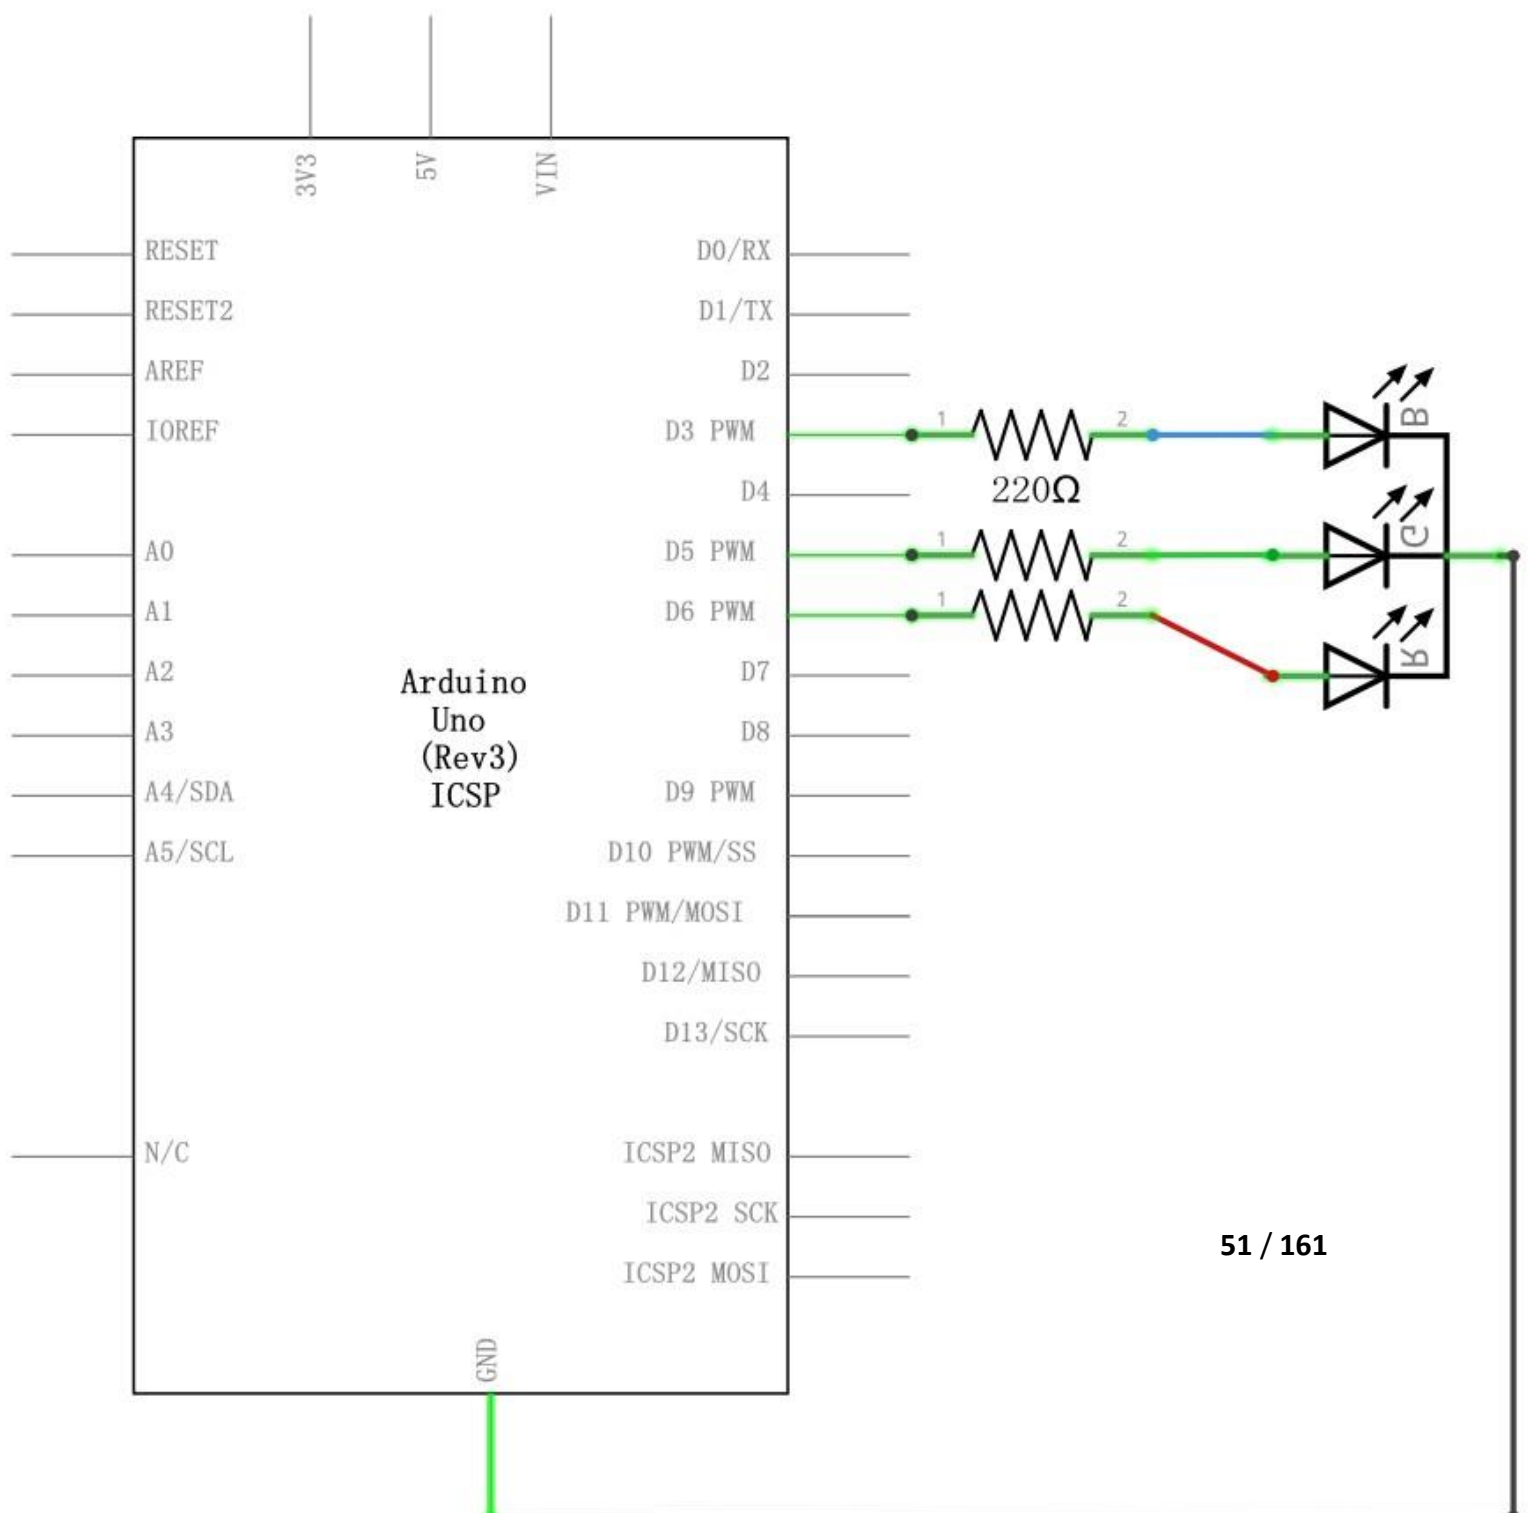 3V3 5V VIN
RESET
RESET2
AREF
IOREF
A0
A1
A2
A3
A4/SDA
A5/SCL
N/C
Arduino
Uno
(Rev3)
ICSP
D0/RX
D1/TX
D2
D3 PWM
D4
D5 PWM
D6 PWM
D7
D8
D9 PWM
D10 PWM/SS
D11 PWM/MOSI
D12/MISO
D13/SCK
ICSP2 MISO
ICSP2 SCK
ICSP2 MOSI
GND
1 2
220Ω
1 2
1 2
B
G
R
51 / 161